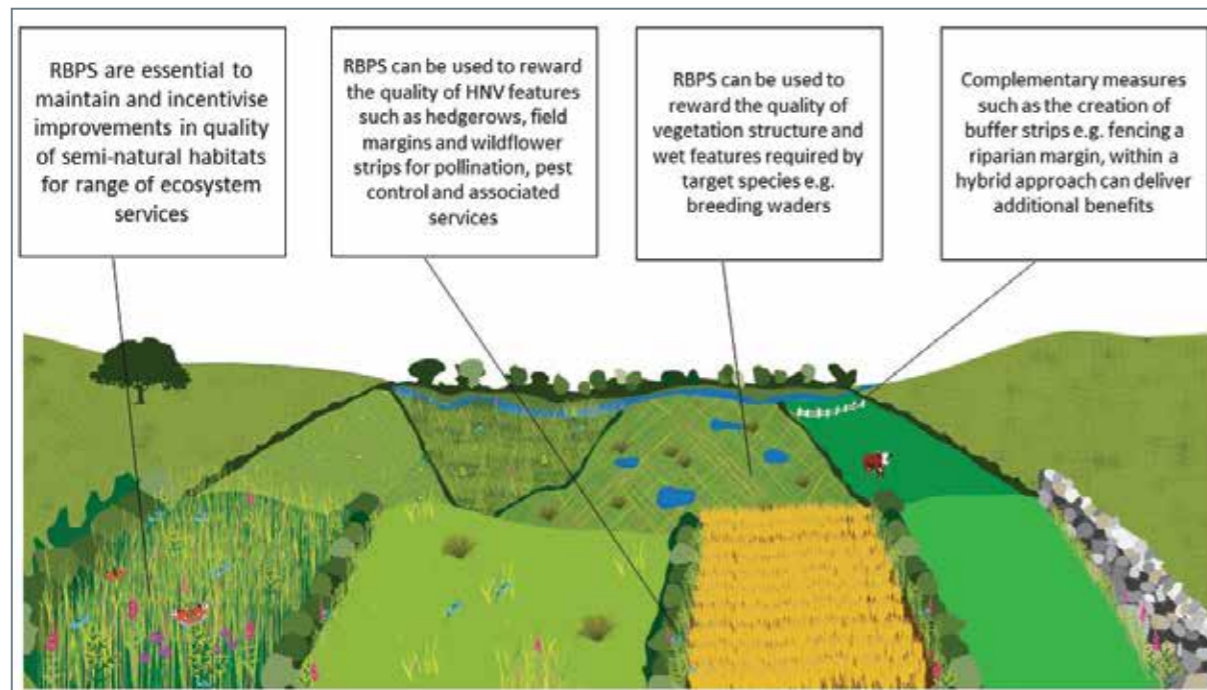 RBPS are essential to
maintain and incentivise
improvements in quality
of semi-natural habitats
for range of ecosystem
services
RBPS can be used to reward
the quality of HNV features
such as hedgerows, field
margins and wildflower
strips for pollination, pest
control and associated
services
RBPS can be used to
reward the quality of
vegetation structure and
wet features required by
target species e.g.
breeding waders
Complementary measures
such as the creation of
buffer strips e.g. fencing a
riparian margin, within a
hybrid approach can deliver
additional benefits